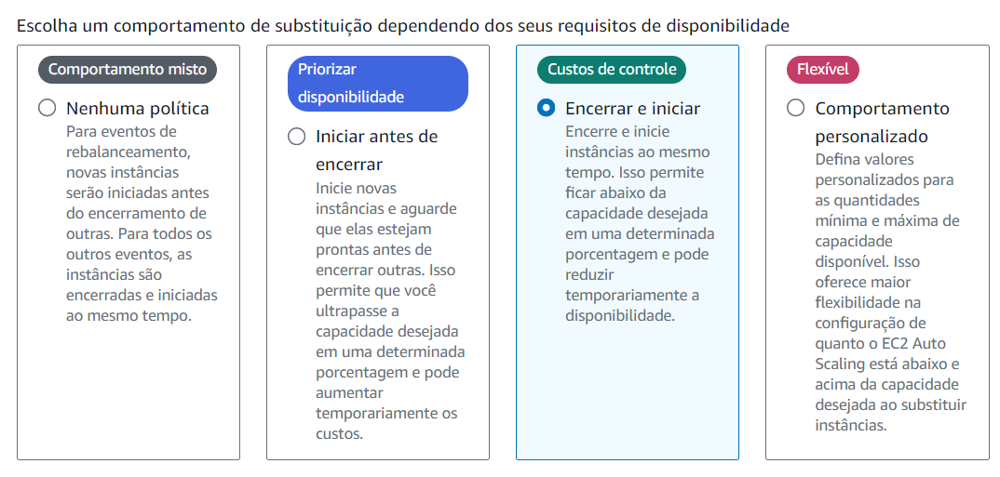 Escolha um comportamento de substituição dependendo dos seus requisitos de disponibilidade
Comportamento misto
Nenhuma política
Para eventos de
rebalanceamento,
novas instâncias
serão iniciadas antes
do encerramento de
outras. Para todos os
outros eventos, as
instâncias são
encerradas e iniciadas
ao mesmo tempo.
Priorizar
disponibilidade
Iniciar antes de
encerrar
Inicie novas
instâncias e aguarde
que elas estejam
prontas antes de
encerrar outras. Isso
permite que você
ultrapasse a
capacidade desejada
em uma determinada
porcentagem e pode
aumentar
temporariamente os
custos.
Custos de controle
Encerrar e iniciar
Encerre e inicie
instâncias ao mesmo
tempo. Isso permite
ficar abaixo da
capacidade desejada
em uma determinada
porcentagem e pode
reduzir
temporariamente a
disponibilidade.
Flexível
Comportamento
personalizado
Defina valores
personalizados para
as quantidades
mínima e máxima de
capacidade
disponível. Isso
oferece maior
flexibilidade na
configuração de
quanto o EC2 Auto
Scaling está abaixo e
acima da capacidade
desejada ao substituir
instâncias.